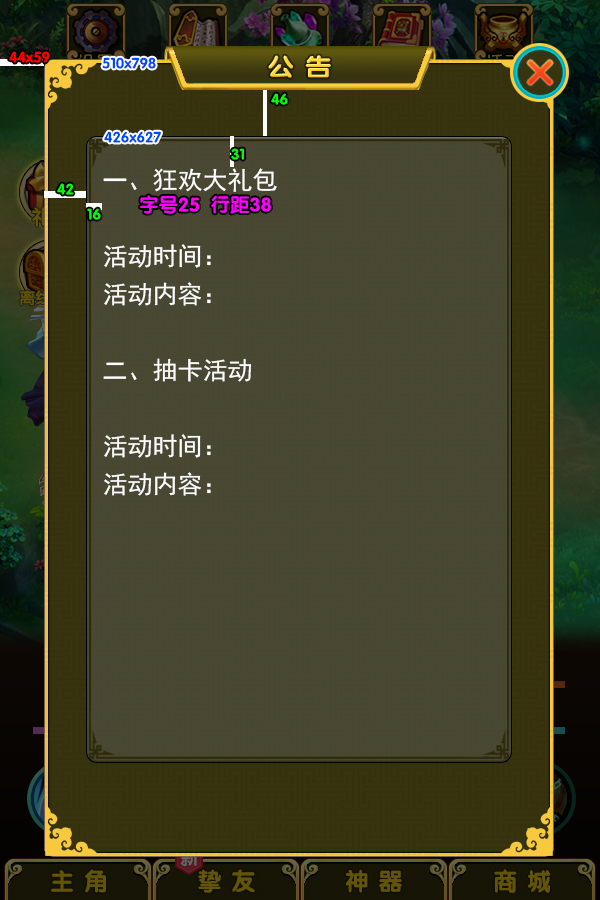 44x59
510x798
公告
46
426x627
31
一、狂欢大礼包
42
16
字号25 行距38
活动时间：
活动内容：
二、抽卡活动
活动时间：
活动内容：
新
主角
挚友
神器
商城